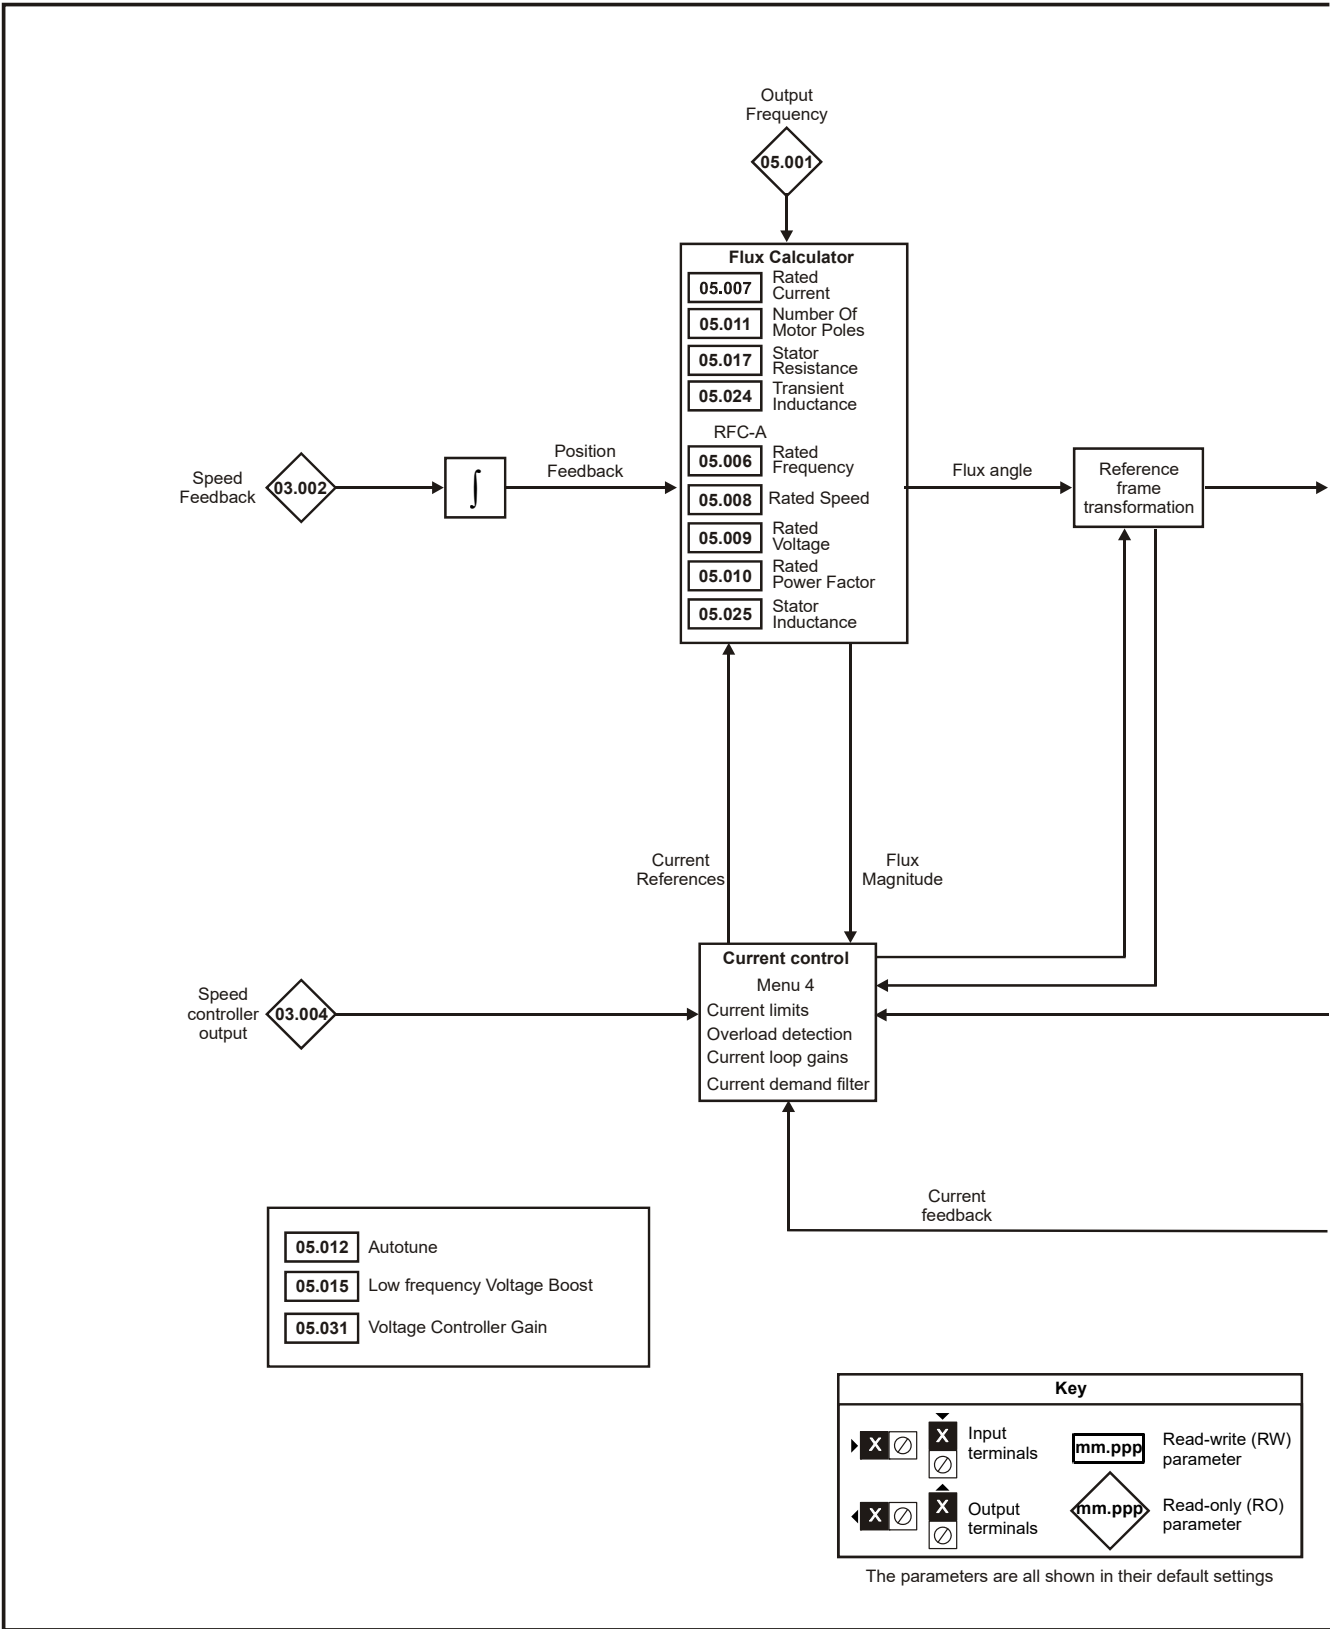 Output
Frequency
05.001
Flux Calculator
05.007 Rated
Current
05.011 Number Of
Motor Poles
05.017 Stator
Resistance
05.024 Transient
Inductance
RFC-A
05.006 Rated
Frequency
05.008 Rated Speed
05.009 Rated
Voltage
05.010 Rated
Power Factor
05.025 Stator
Inductance
Speed
Feedback
03.002
∫
Position
Feedback
Flux angle
Reference
frame
transformation
Current
References
Flux
Magnitude
Speed
controller
output
03.004
Current control
Menu 4
Current limits
Overload detection
Current loop gains
Current demand filter
Current
feedback
05.012 Autotune
05.015 Low frequency Voltage Boost
05.031 Voltage Controller Gain
Key
X X Input
terminals
mm.ppp Read-write (RW)
parameter
X X Output
terminals
mm.ppp Read-only (RO)
parameter
The parameters are all shown in their default settings